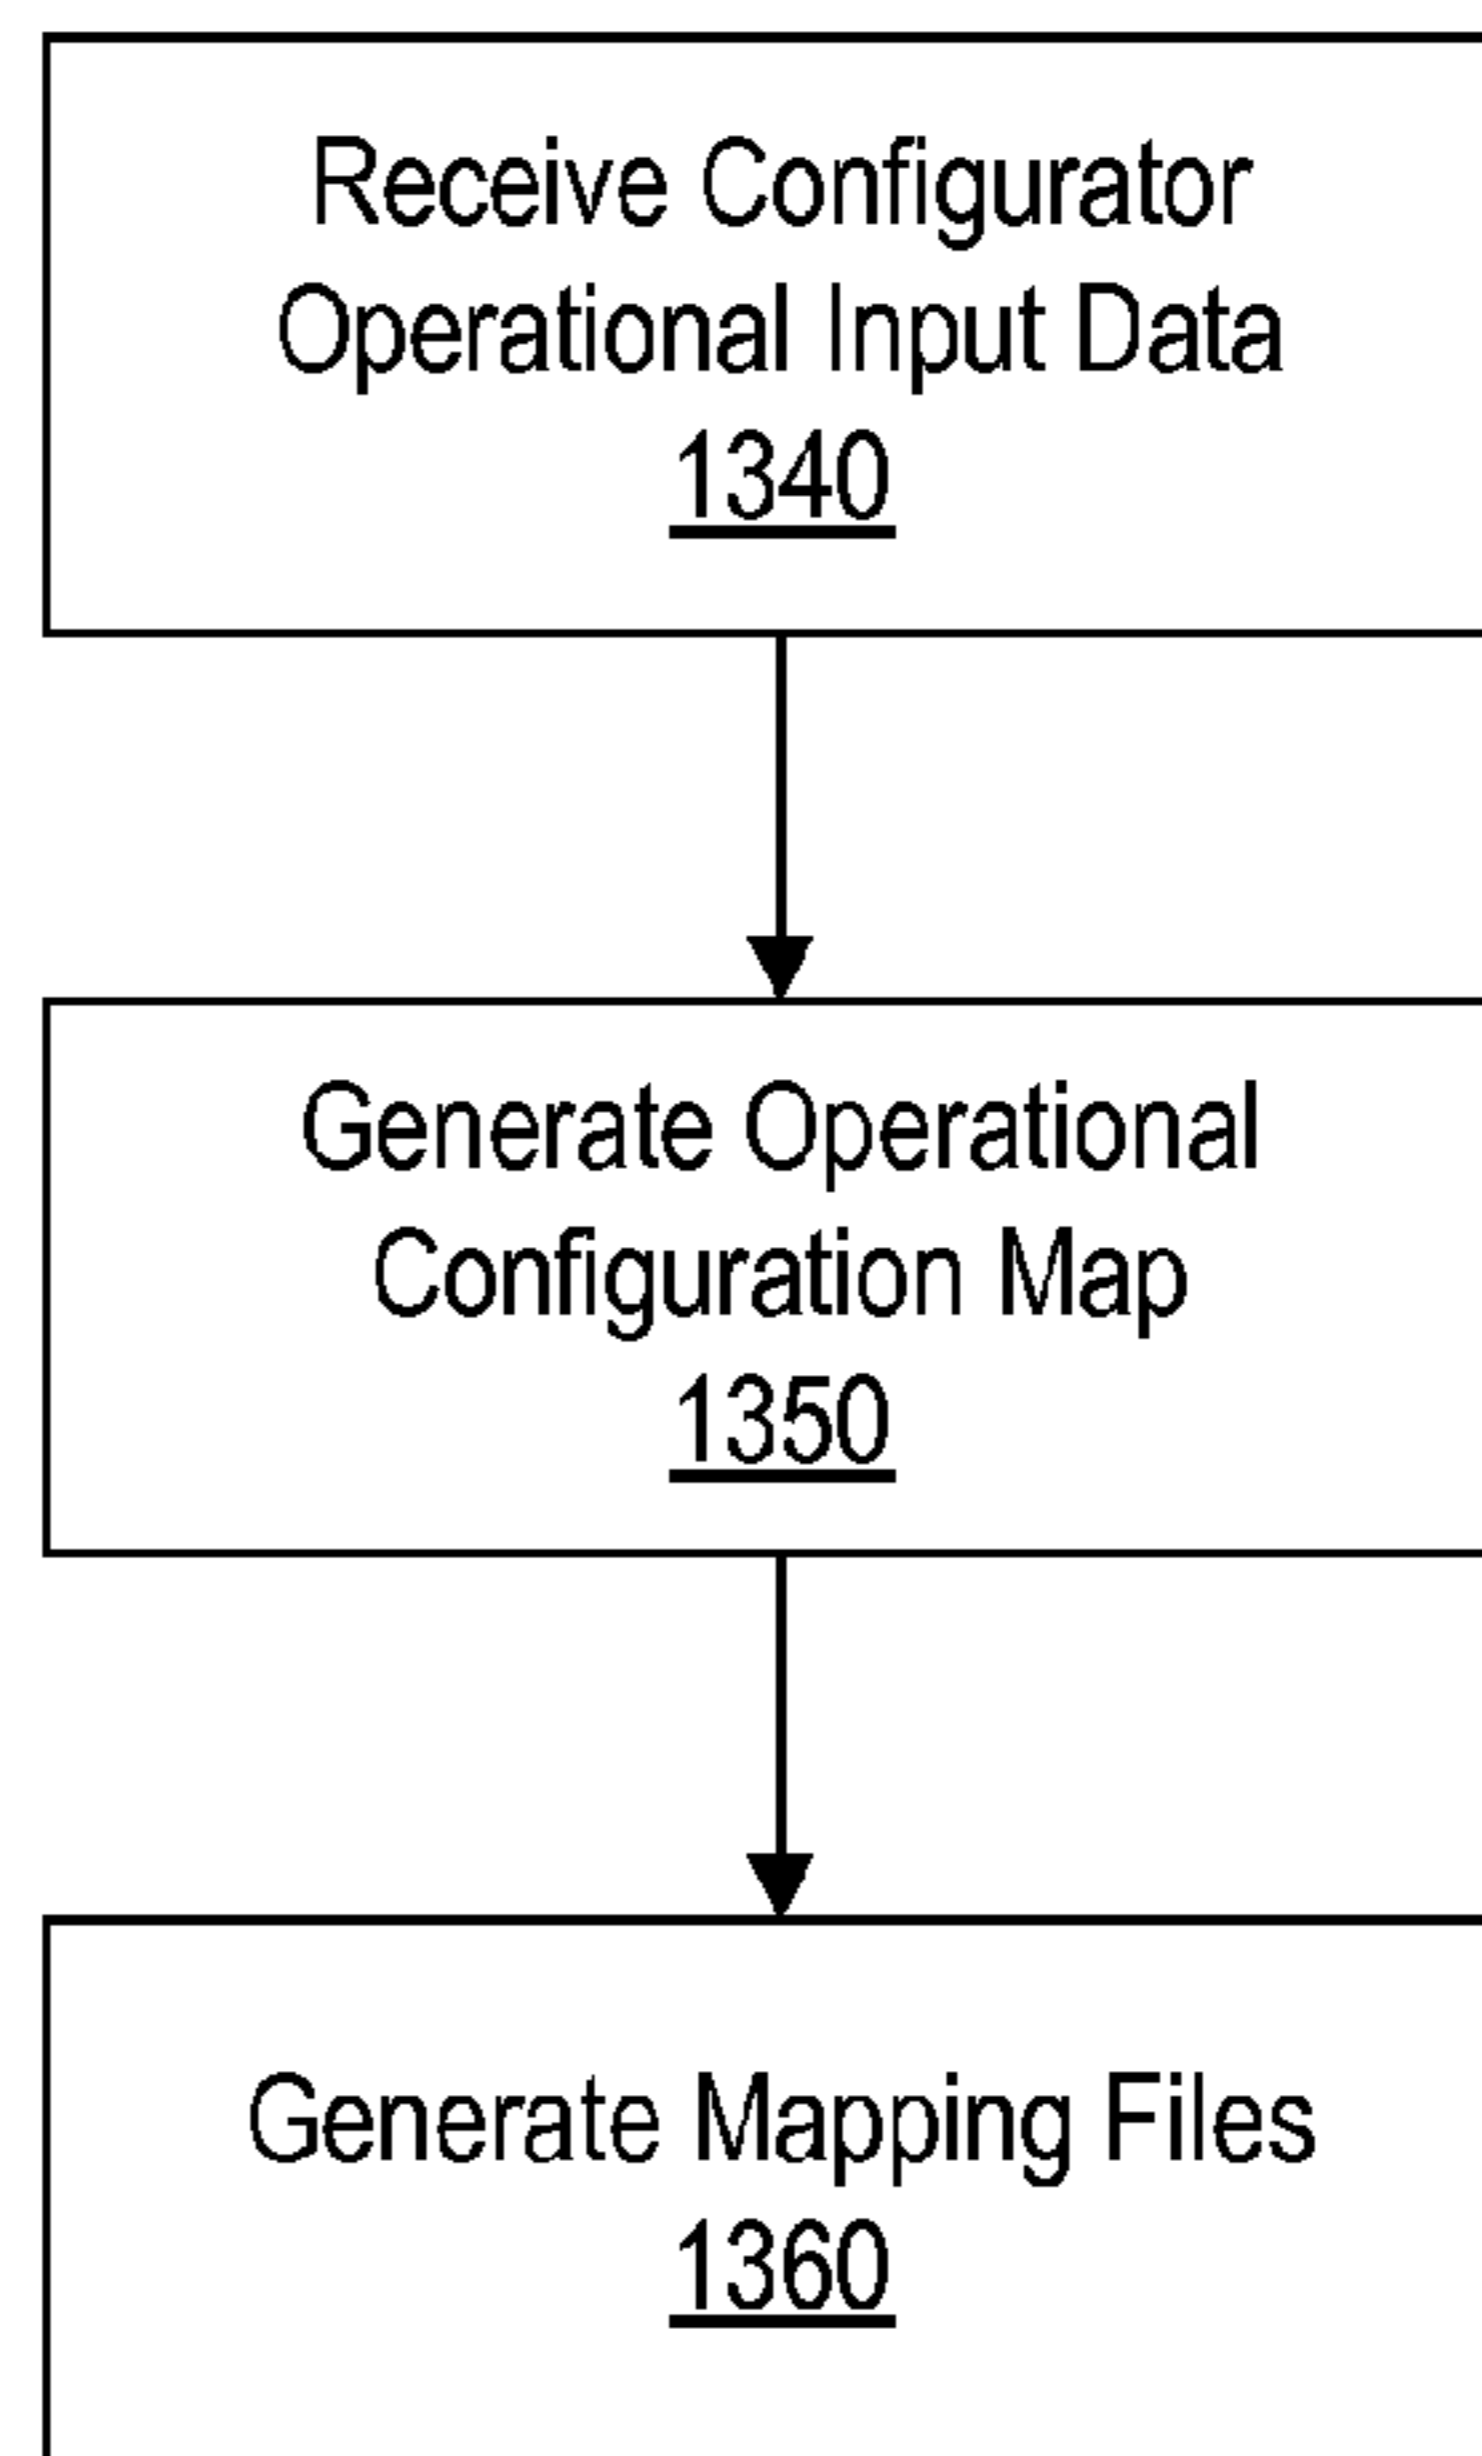 Receive Configurator
Operational Input Data
1340
Generate Operational
Configuration Map
1350
Generate Mapping Files
1360